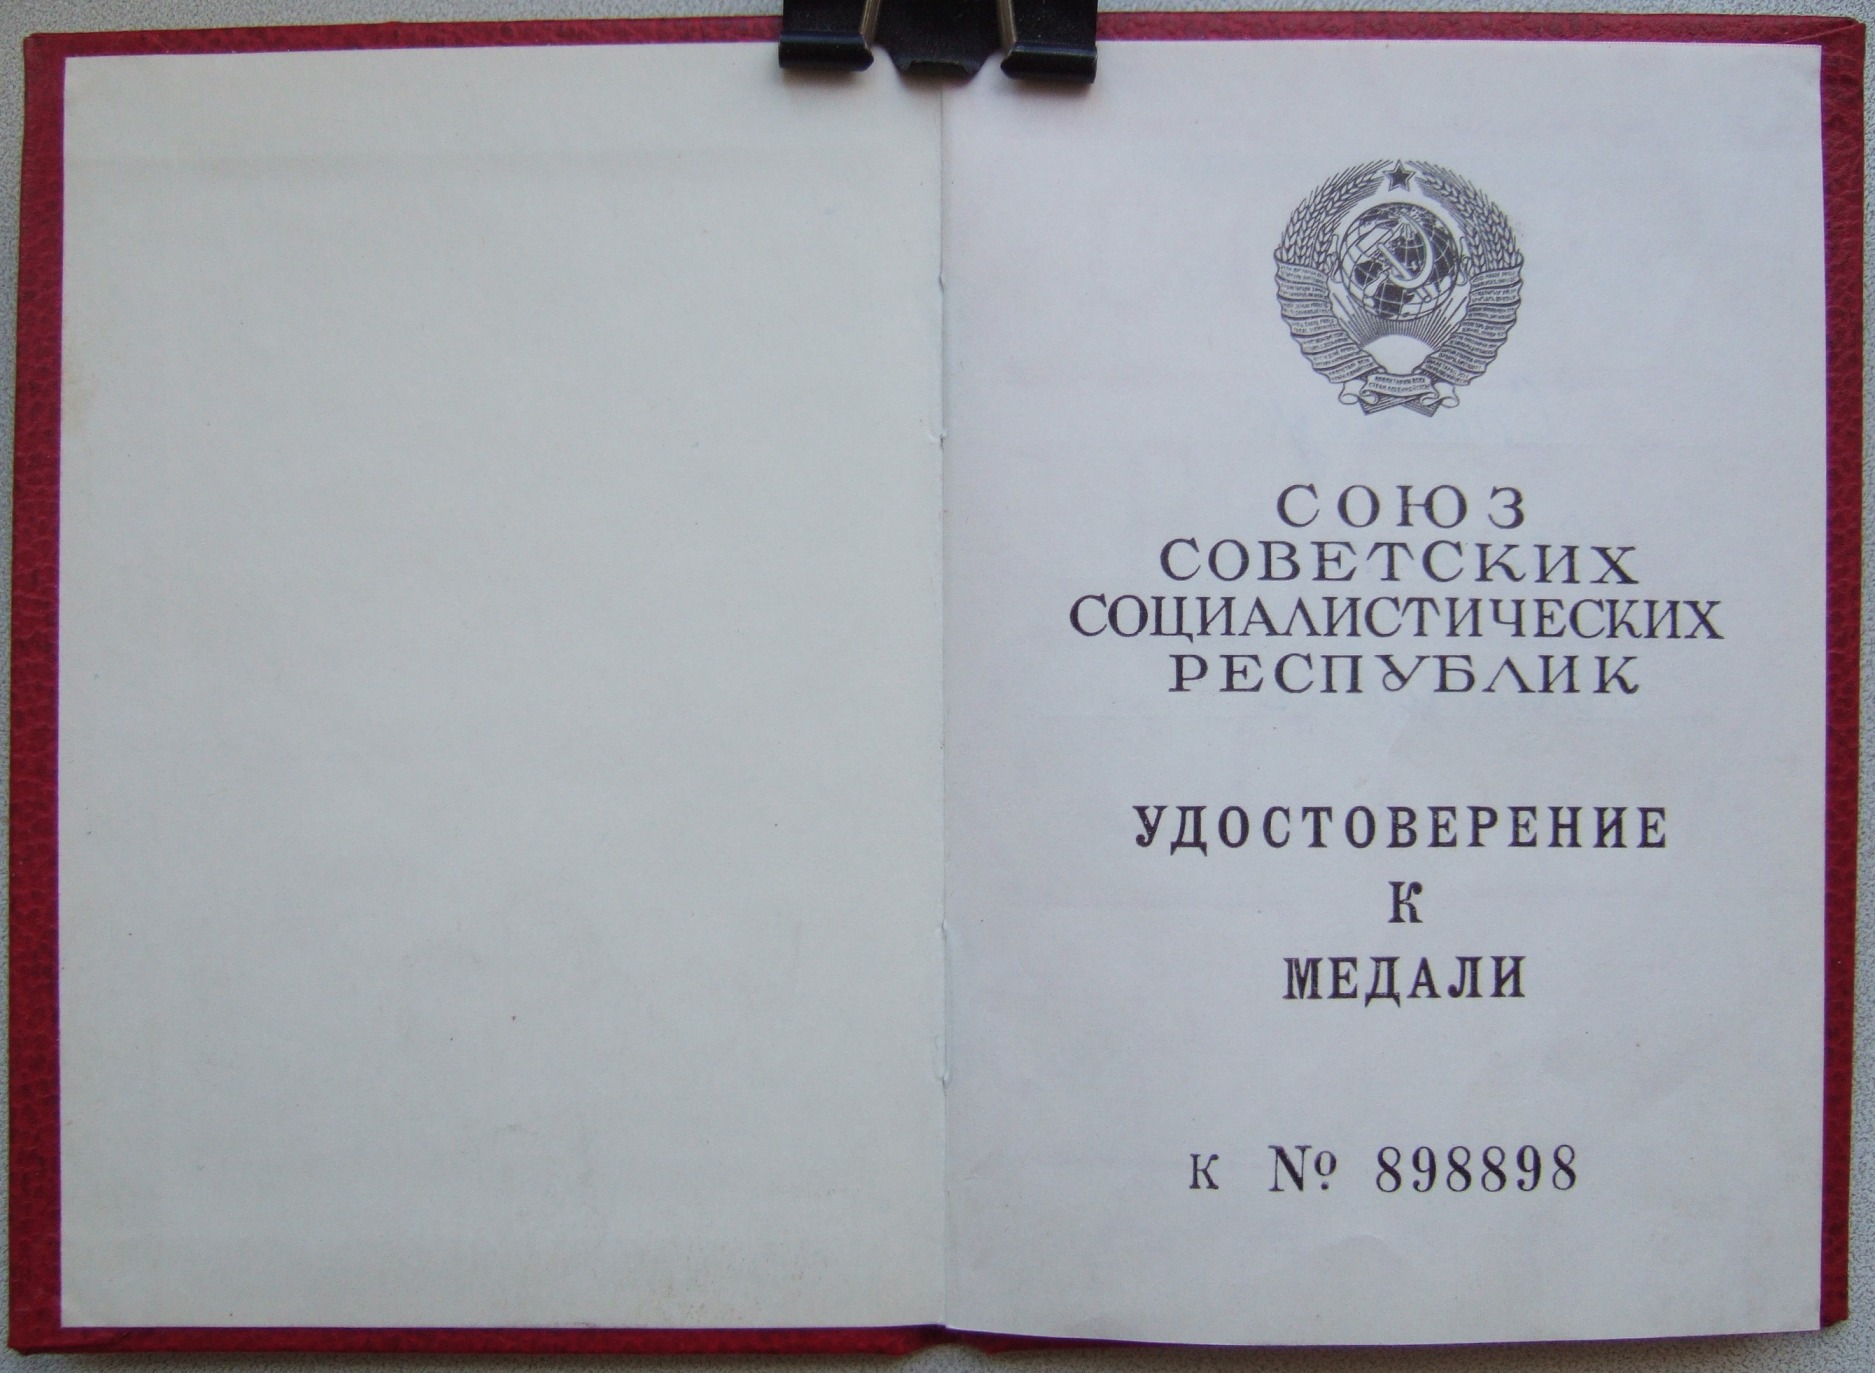 СОЮЗ
СОВЕТСКИХ
СОЦИАЛИСТИЧЕСКИХ
РЕСПУБЛИК
УДОСТОВЕРЕНИЕ
К
МЕДАЛИ
К № 898898